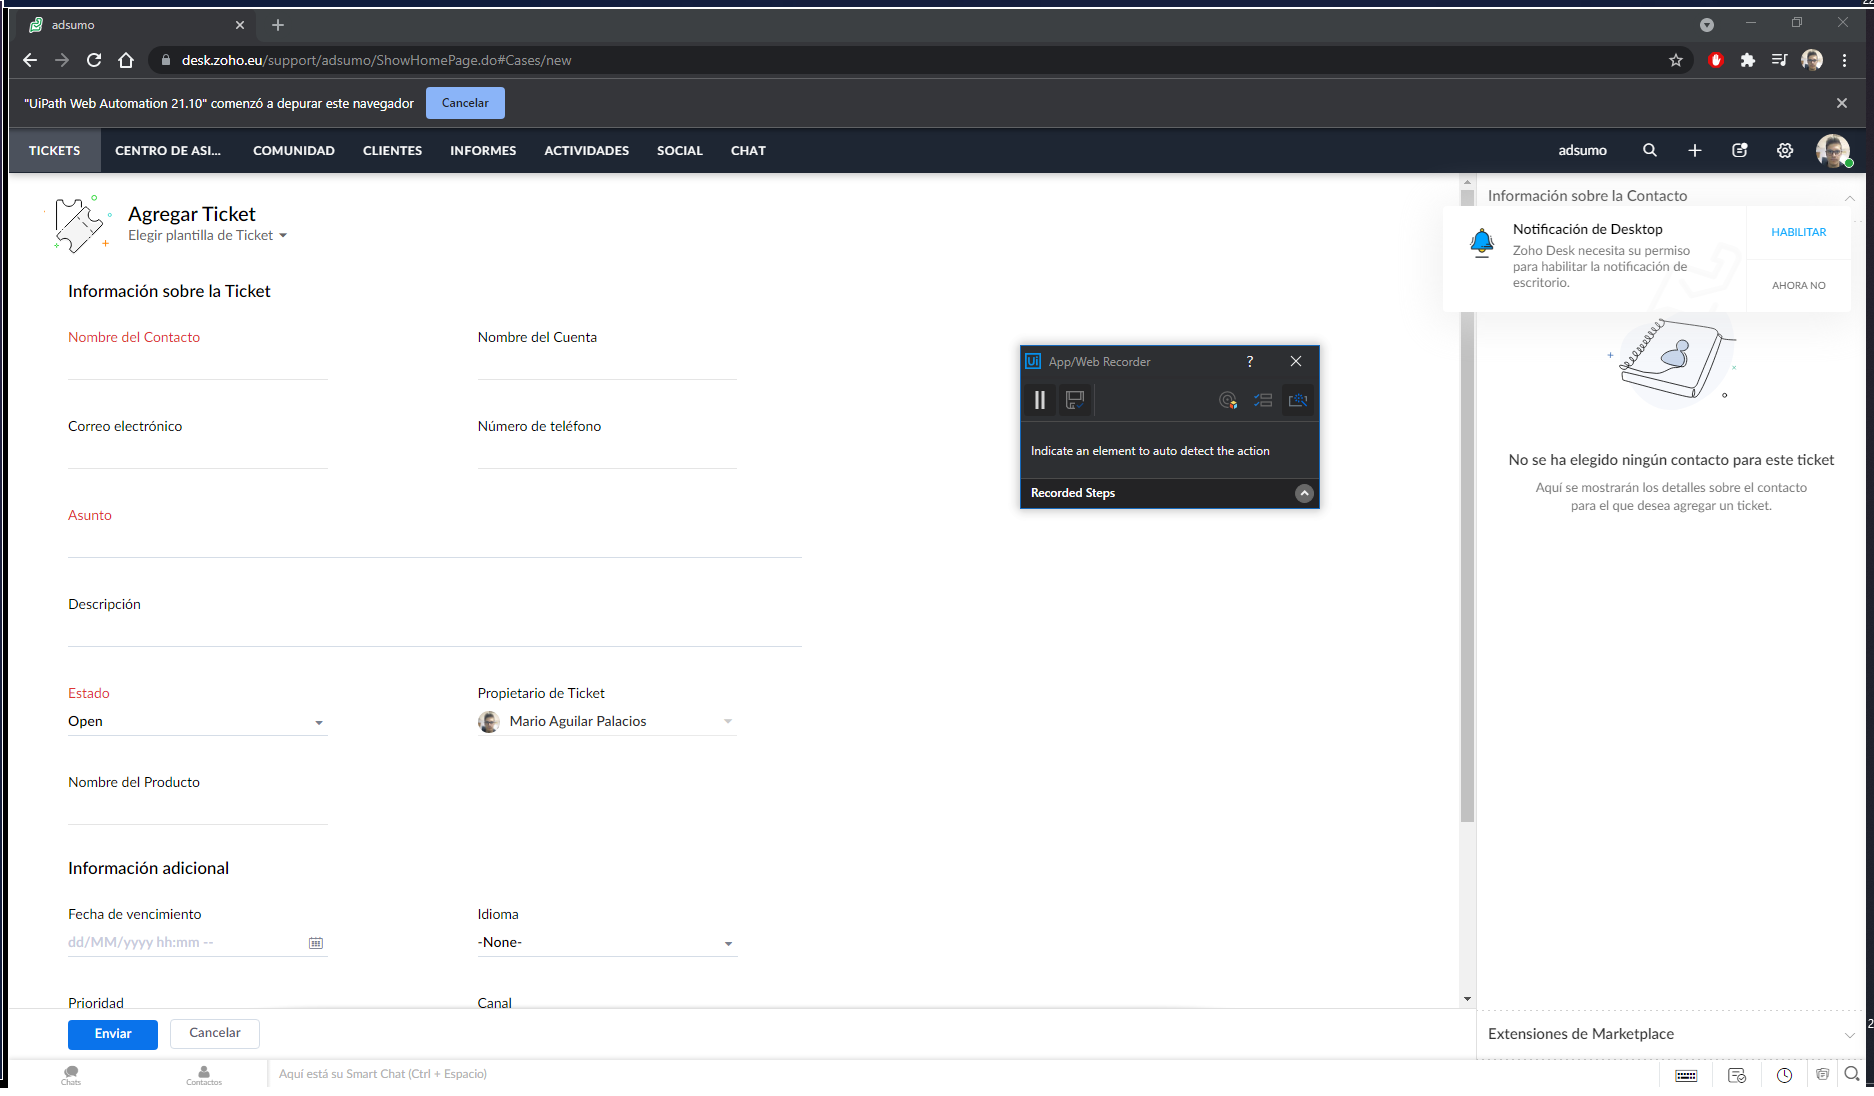 adsumo
desk.zoho.eu/support/adsumo/ShowHomePage.do#Cases/new
"UiPath Web Automation 21.10" comenzó a depurar este navegador
Cancelar
TICKETS CENTRO DE ASI... COMUNIDAD CLIENTES INFORMES ACTIVIDADES SOCIAL CHAT adsumo
Agregar Ticket
Elegir plantilla de Ticket
Información sobre la Contacto
Notificación de Desktop
Zoho Desk necesita su permiso
para habilitar la notificación de
escritorio.
HABILITAR
AHORA NO
Información sobre la Ticket
Nombre del Contacto
Nombre del Cuenta
Correo electrónico
Número de teléfono
Asunto
Descripción
Estado
Open
Propietario de Ticket
Mario Aguilar Palacios
Nombre del Producto
Ui App/Web Recorder ?
Indicate an element to auto detect the action
Recorded Steps
No se ha elegido ningún contacto para este ticket
Aquí se mostrarán los detalles sobre el contacto
para el que desea agregar un ticket.
Información adicional
Fecha de vencimiento
dd/MM/yyyy hh:mm --
Idioma
-None-
Prioridad
Canal
Enviar
Cancelar
Extensiones de Marketplace
Chats
Contactos
Aquí está su Smart Chat (Ctrl + Espacio)